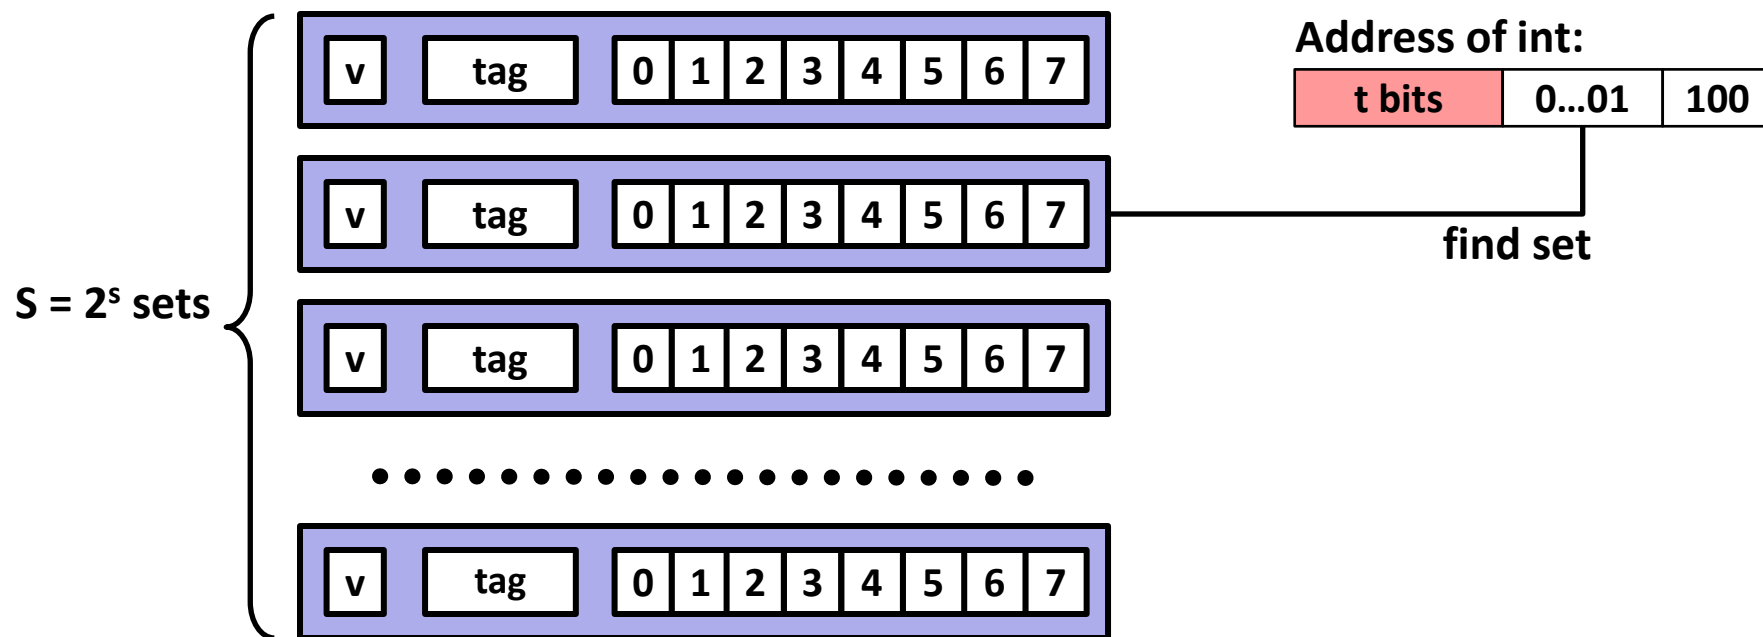 v tag 0 1 2 3 4 5 6 7
Address of int:
t bits 0...01 100
v tag 0 1 2 3 4 5 6 7
find set
S = 2ˢ sets
v tag 0 1 2 3 4 5 6 7
v tag 0 1 2 3 4 5 6 7